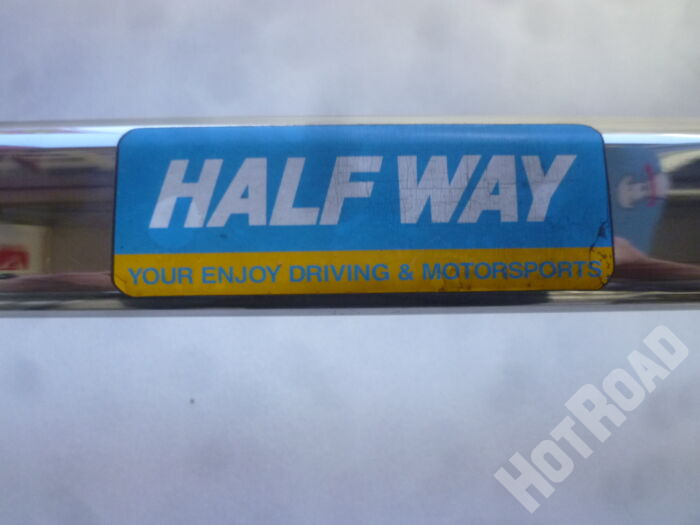 HALF WAY
YOUR ENJOY DRIVING & MOTORSPORTS
HOTROAD